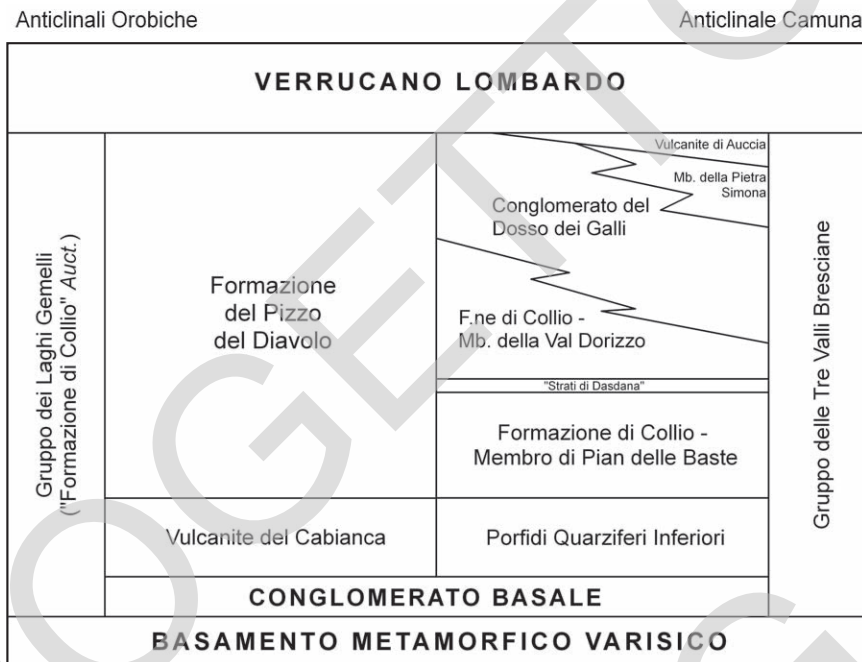 Anticlinali Orobiche
Anticlinale Camuna
VERRUCANO LOMBARDO
Gruppo dei Laghi Gemelli
("Formazione di Collio" Auct.)
Formazione
del Pizzo
del Diavolo
Vulcanite del Cabianca
Vulcanite di Auccia
Mb. della Pietra
Simona
Conglomerato del
Dosso dei Galli
F.ne di Collio -
Mb. della Val Dorizzo
"Strati di Dasdana"
Formazione di Collio -
Membro di Pian delle Baste
Porfidi Quarziferi Inferiori
Gruppo delle Tre Valli Bresciane
CONGLOMERATO BASALE
BASAMENTO METAMORFICO VARISICO